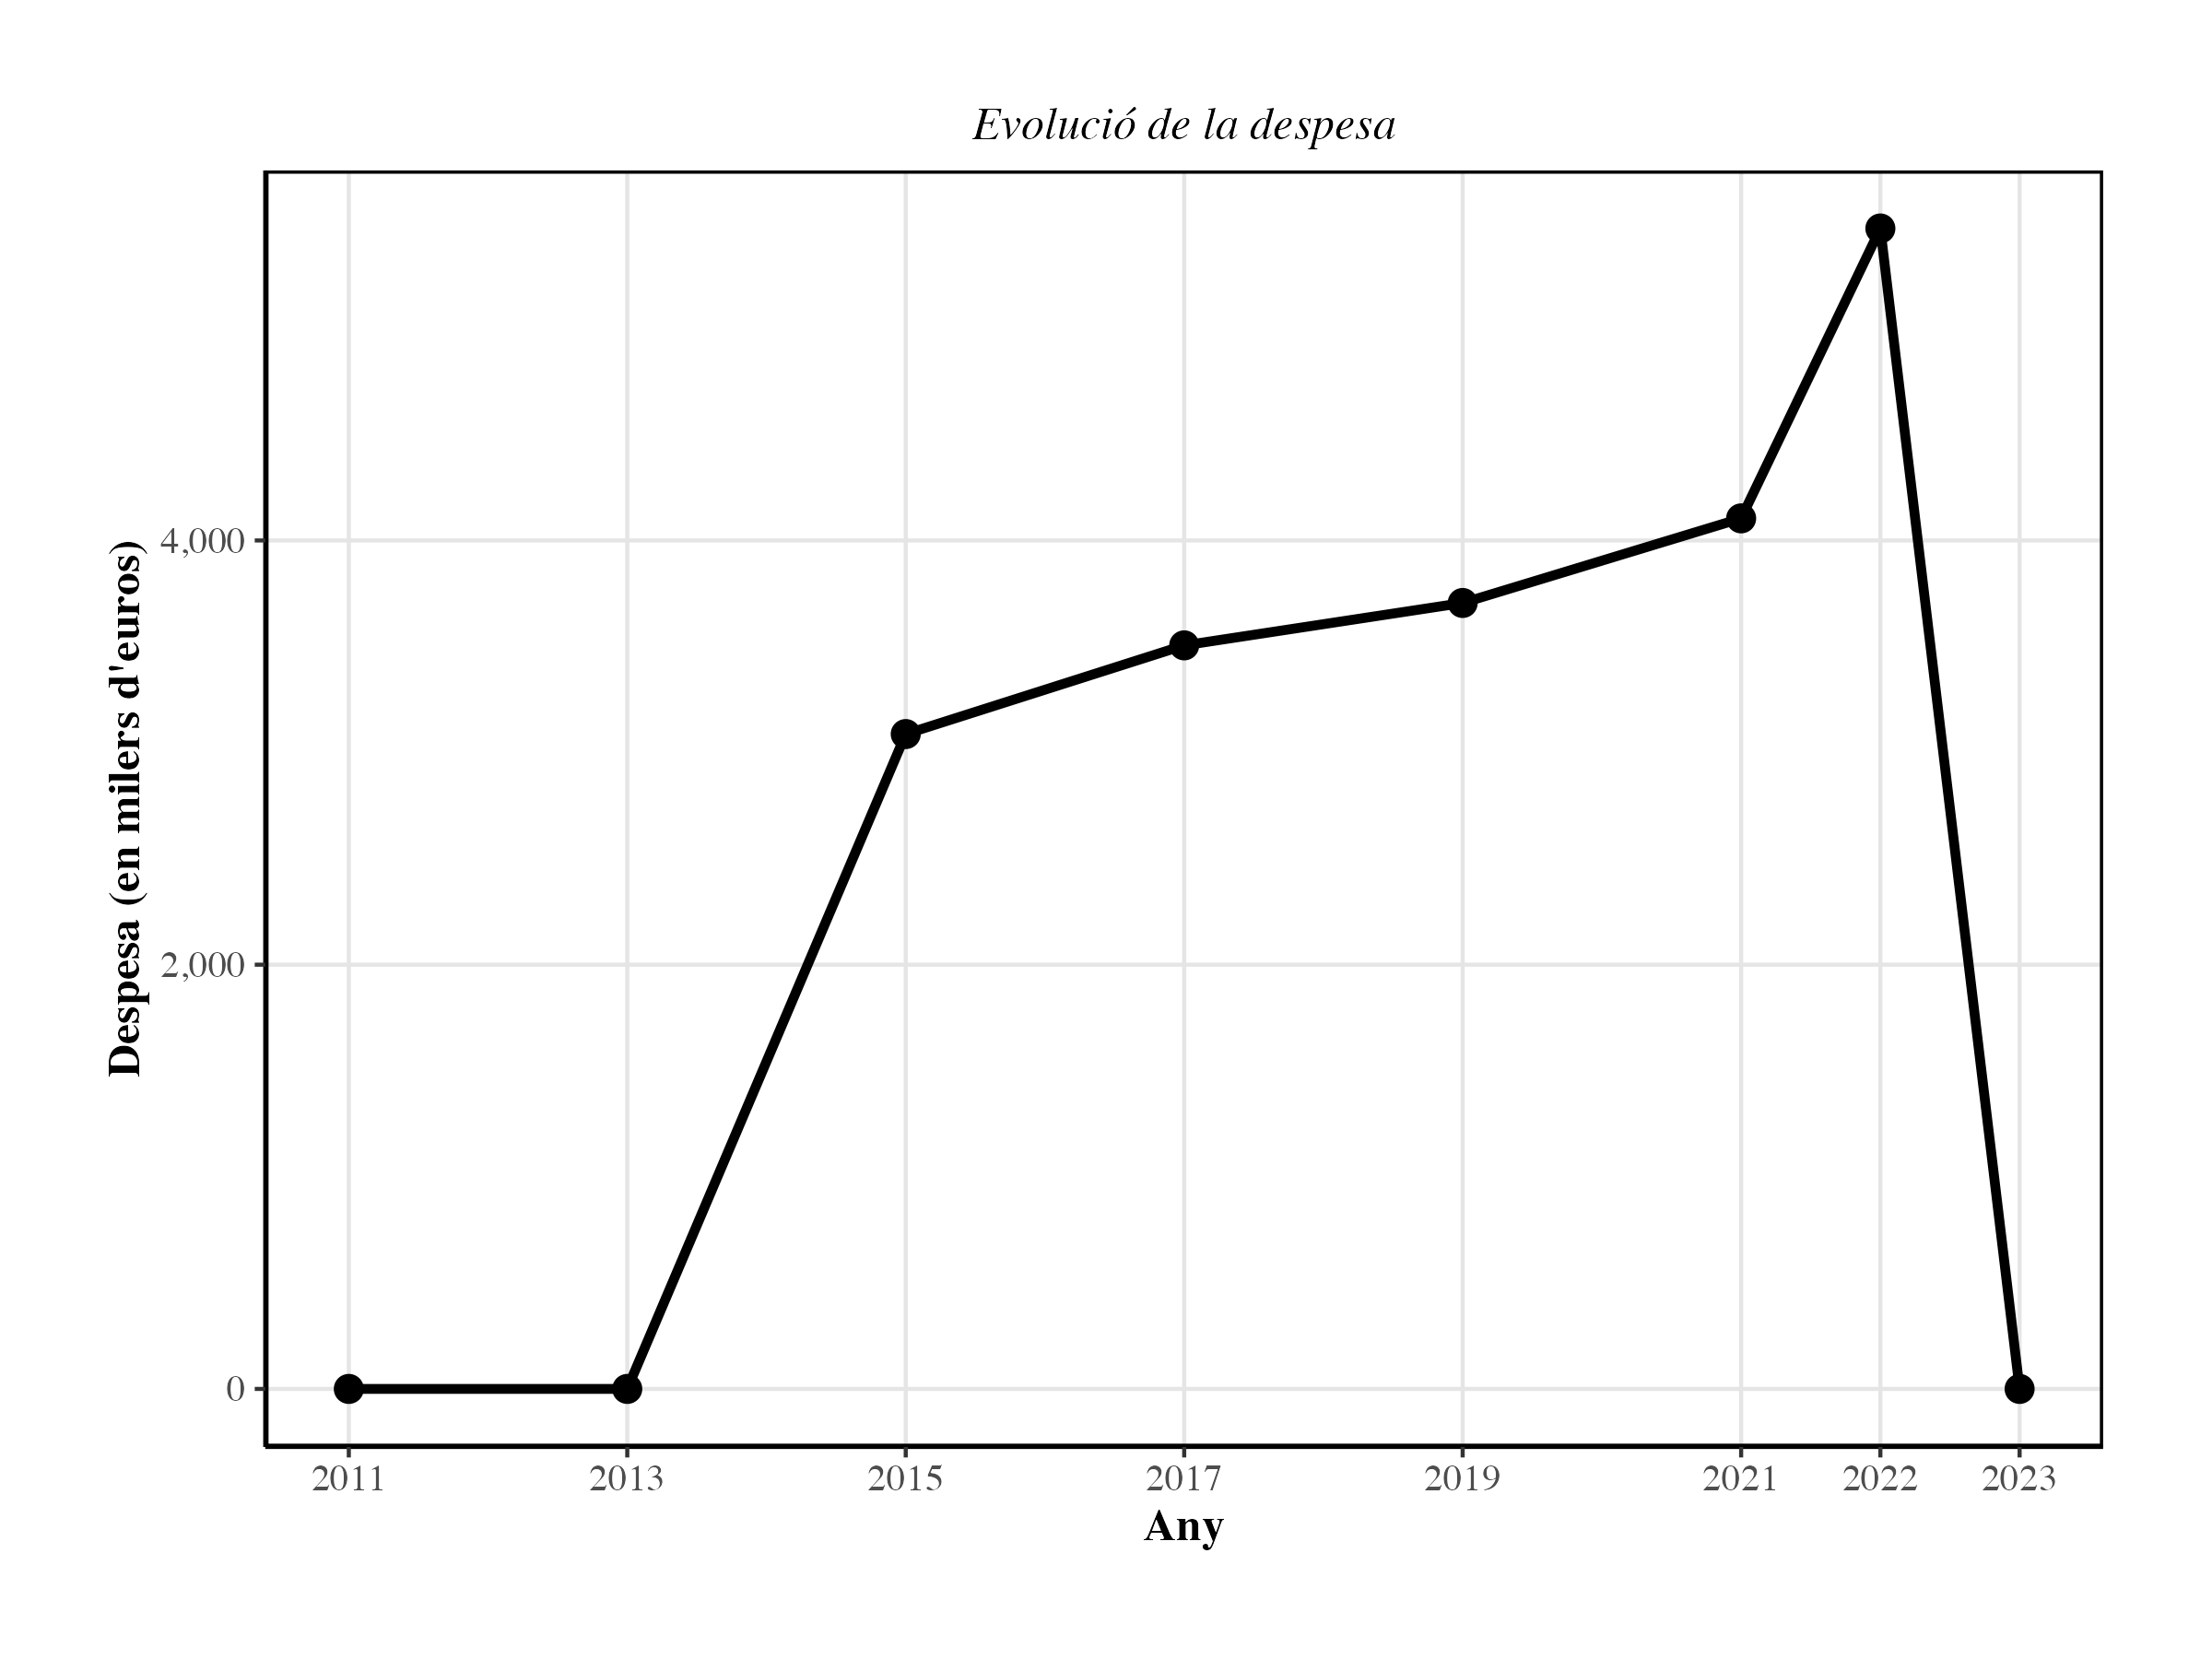 Evolució de la despesa
Despesa (en milers d'euros)
4,000
2,000
0
2011 2013 2015 2017 2019 2021 2022 2023
Any